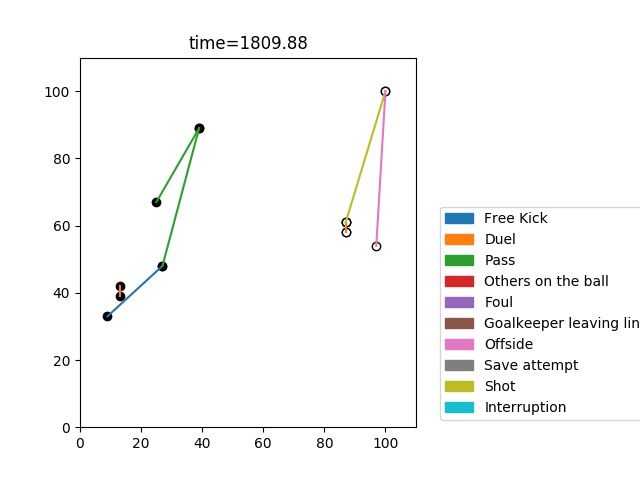 time=1809.88
100
80
60
40
20
0
0 20 40 60 80 100
Free Kick
Duel
Pass
Others on the ball
Foul
Goalkeeper leaving lin
Offside
Save attempt
Shot
Interruption